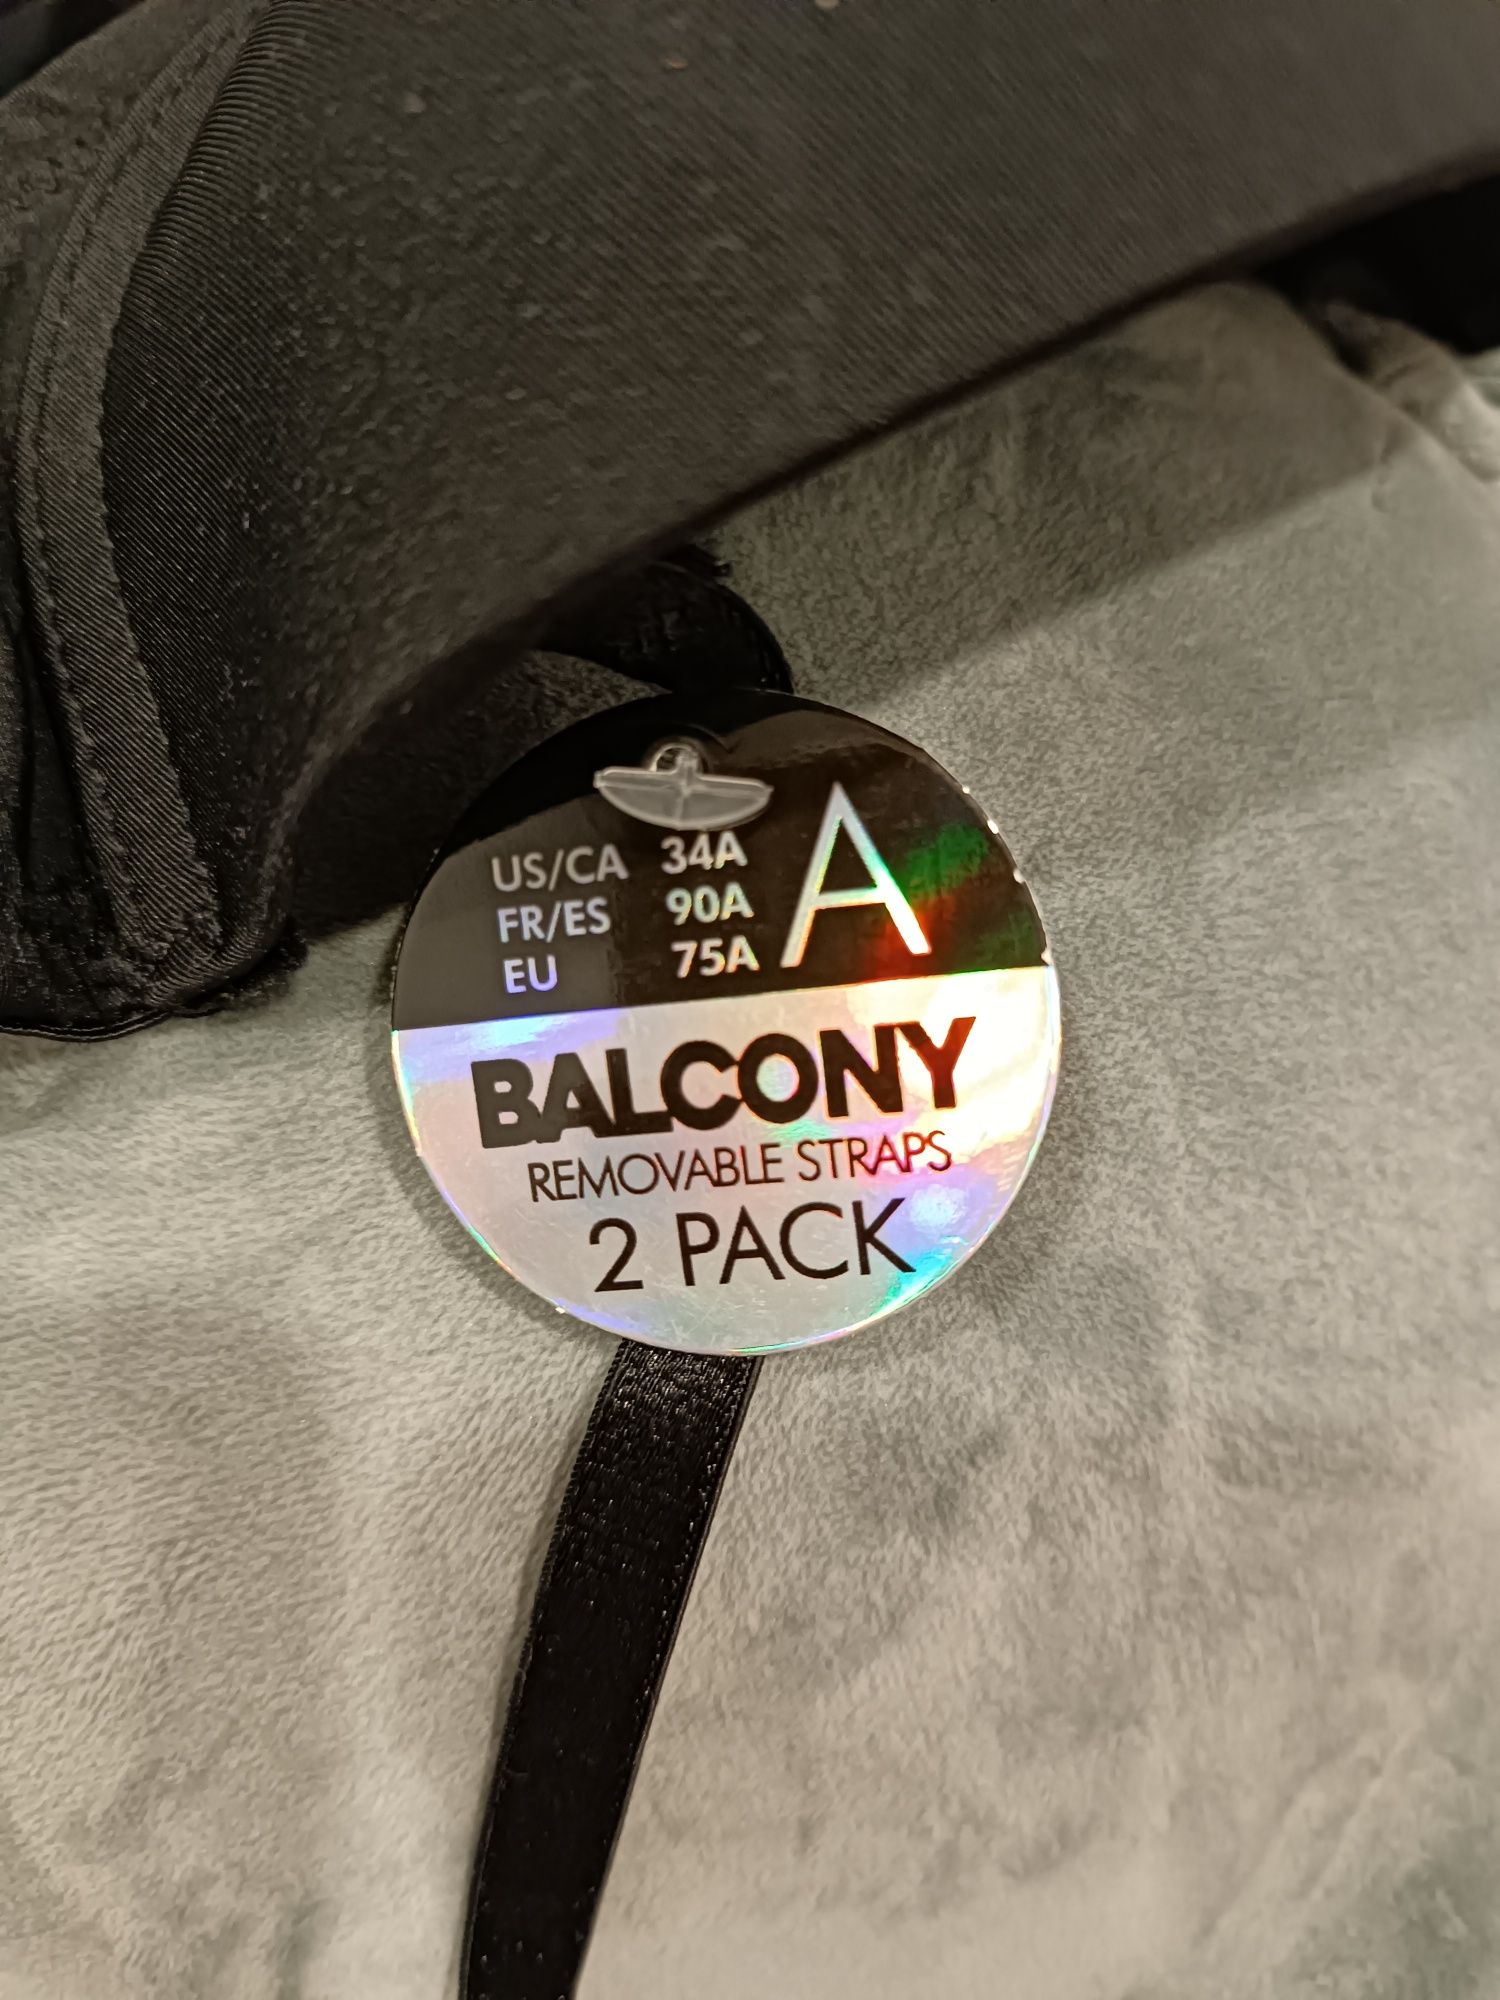 US/CA 34A
FR/ES 90A
EU 75A
A
BALCONY
REMOVABLE STRAPS
2 PACK